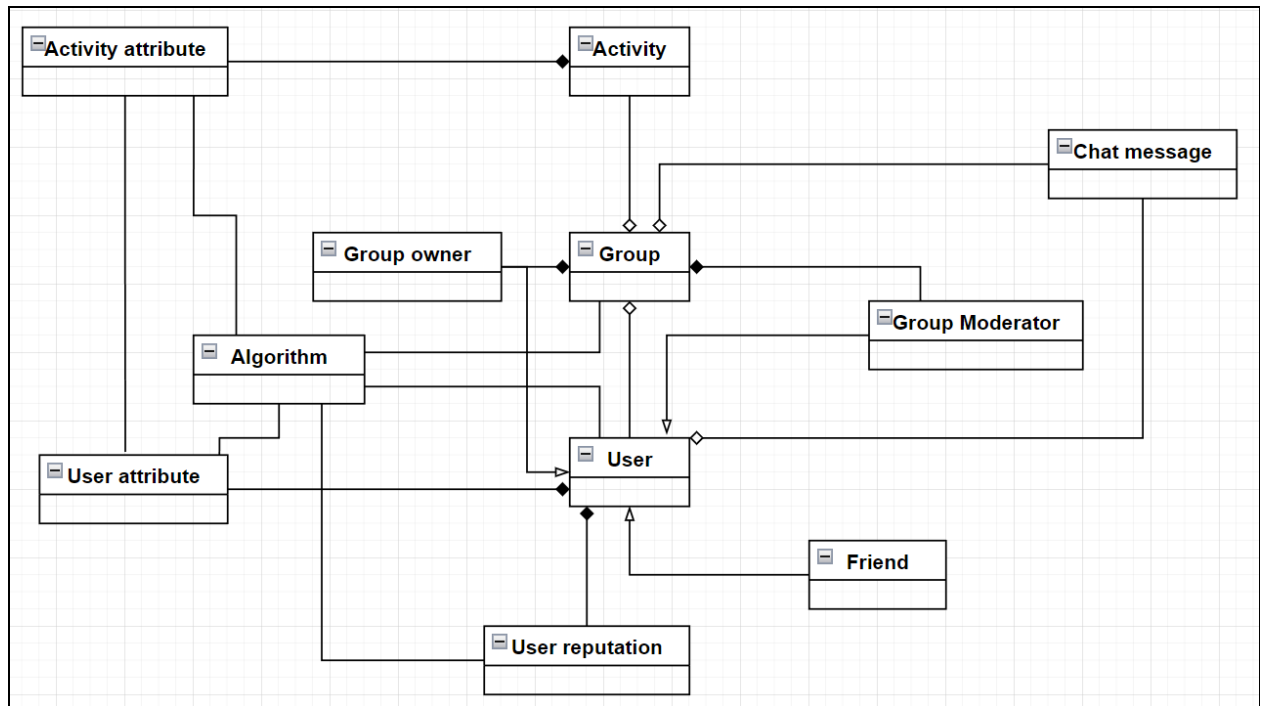 Activity attribute
Activity
Chat message
Group owner
Group
Group Moderator
Algorithm
User
User attribute
Friend
User reputation